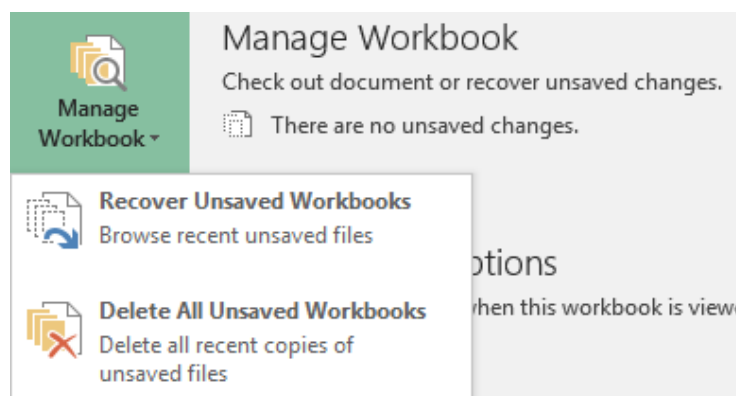 Manage Workbook
Check out document or recover unsaved changes.
There are no unsaved changes.
Manage
Workbook
Recover Unsaved Workbooks
Browse recent unsaved files
Delete All Unsaved Workbooks
Delete all recent copies of
unsaved files
ptions
when this workbook is view